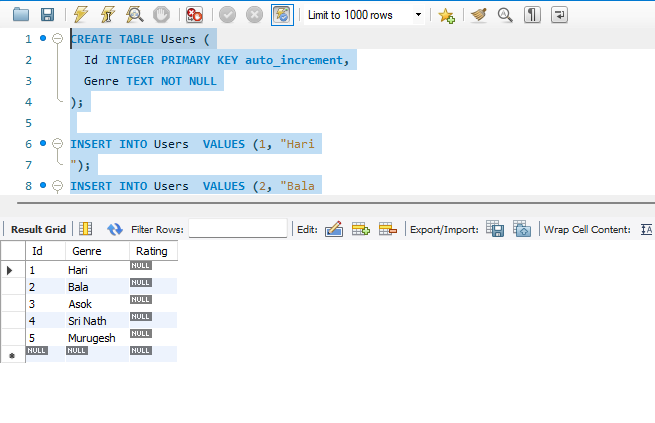 Limit to 1000 rows
1 CREATE TABLE Users (
2 Id INTEGER PRIMARY KEY auto_increment,
3 Genre TEXT NOT NULL
4 );
5
6 INSERT INTO Users VALUES (1, "Hari
7 ");
8 INSERT INTO Users VALUES (2, "Bala
Result Grid Filter Rows: Edit: Export/Import: Wrap Cell Content: IA
Id Genre Rating
1 Hari NULL
2 Bala NULL
3 Asok NULL
4 Sri Nath NULL
5 Murugesh NULL
NULL NULL NULL